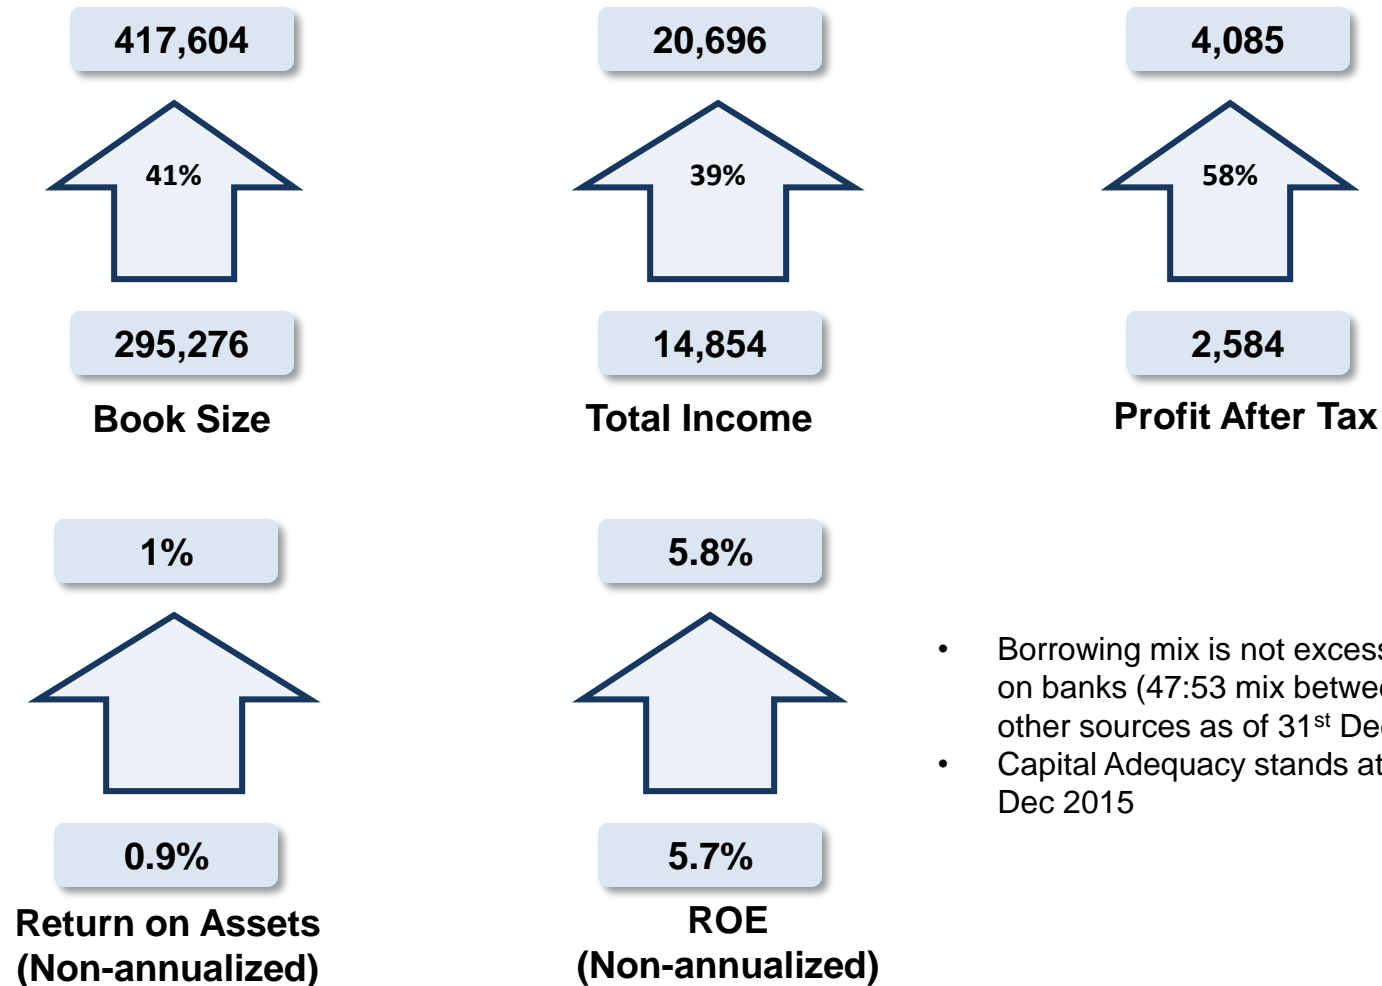 417,604
20,696
4,085
41%
39%
58%
295,276
14,854
2,584
Book Size
Total Income
Profit After Tax
1%
5.8%
0.9%
5.7%
Return on Assets
(Non-annualized)
ROE
(Non-annualized)
• Borrowing mix is not
on banks (47:53 mix
other sources as of 31st
• Capital Adequacy stands at
Dec 2015